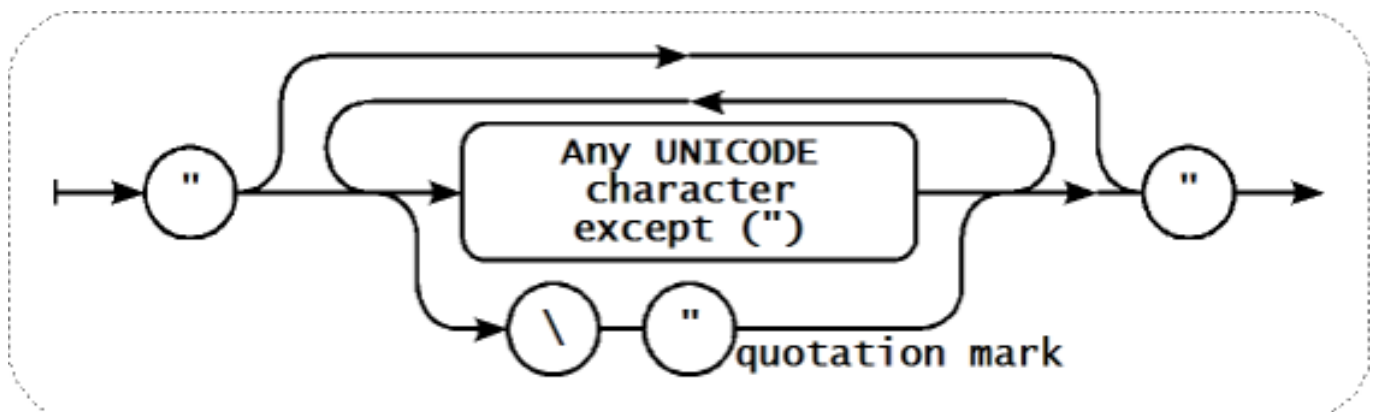 "
Any UNICODE
character
except (")
"
\
"
quotation mark